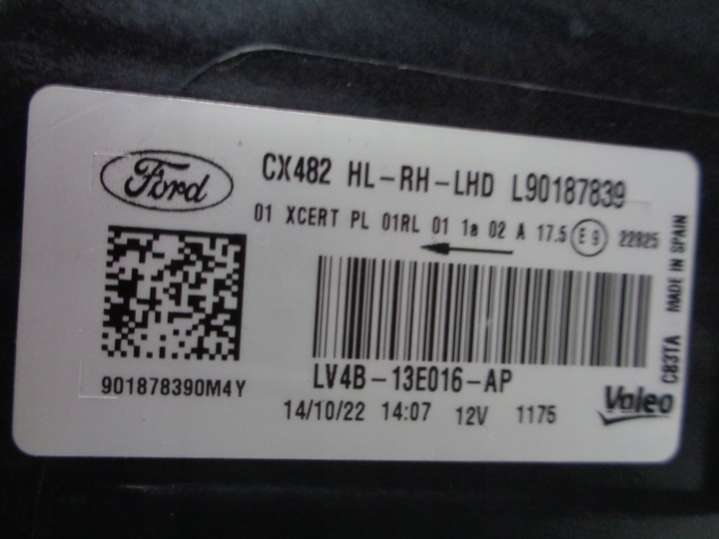 Ford
CX482 HL-RH-LHD L90187839
01 XCERT PL 01RL 01 1a 02 A 17.5 E9 22825
LV4B-13E016-AP
901878390M4Y
14/10/22 14:07 12V 1175
Valeo
C83TA MADE IN SPAIN